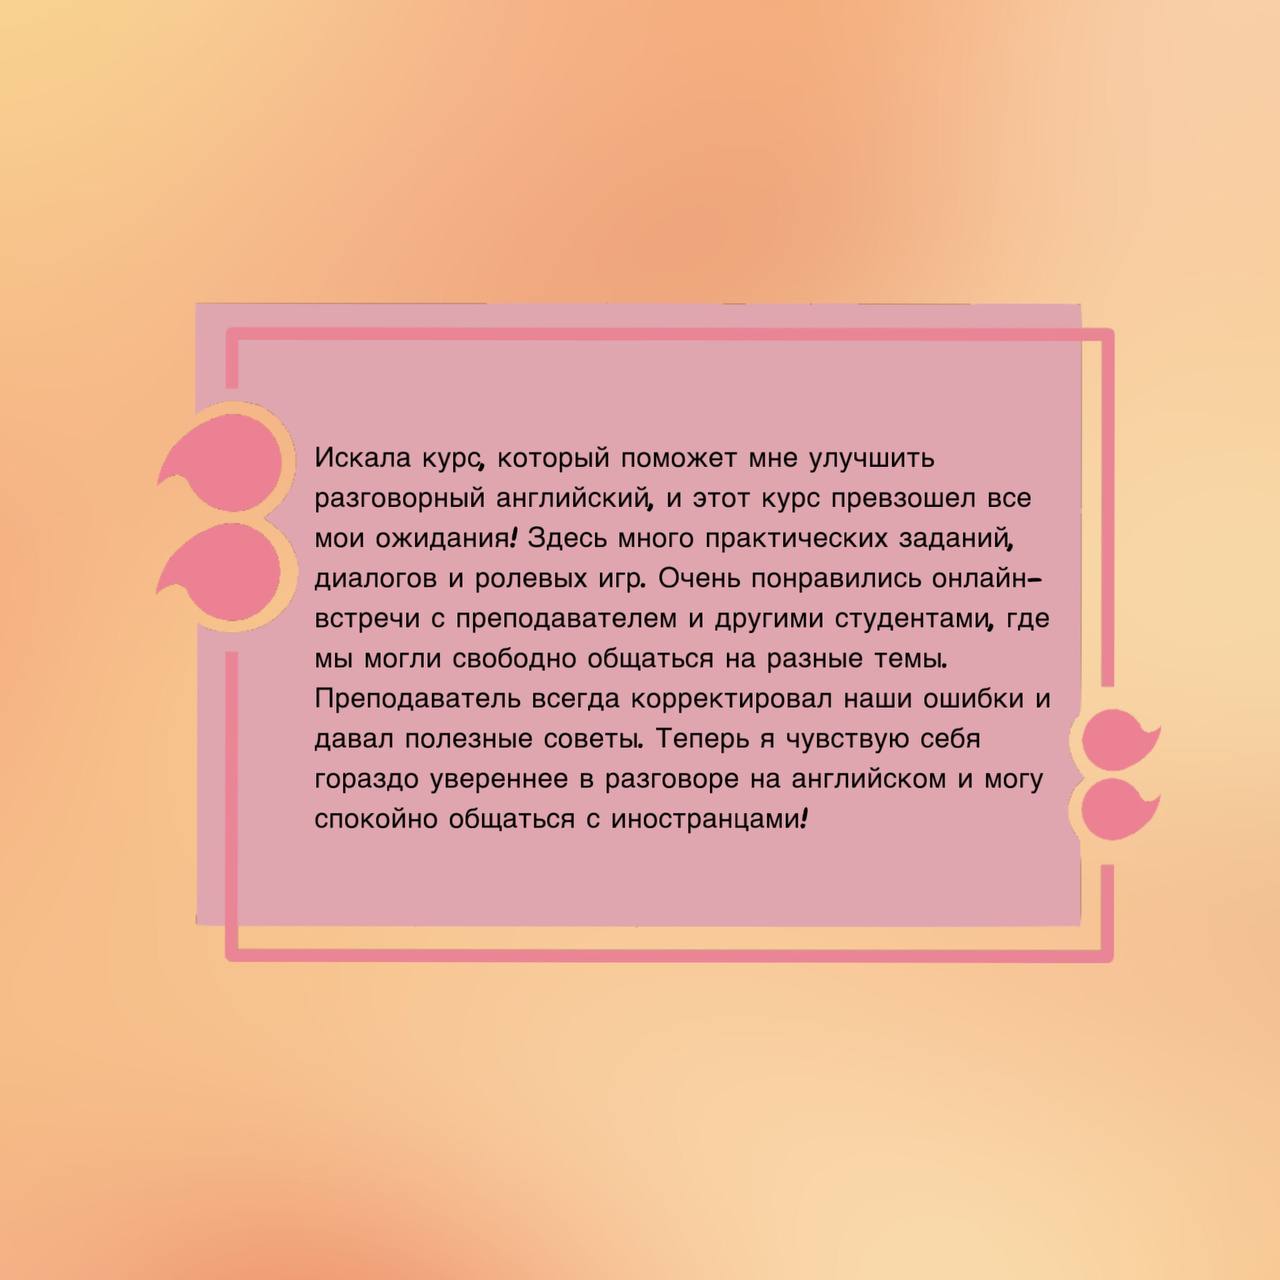 Искала курс, который поможет мне улучшить
разговорный английский, и этот курс превзошел все
мои ожидания! Здесь много практических заданий,
диалогов и ролевых игр. Очень понравились онлайн-
встречи с преподавателем и другими студентами, где
мы могли свободно общаться на разные темы.
Преподаватель всегда корректировал наши ошибки и
давал полезные советы. Теперь я чувствую себя
гораздо увереннее в разговоре на английском и могу
спокойно общаться с иностранцами!